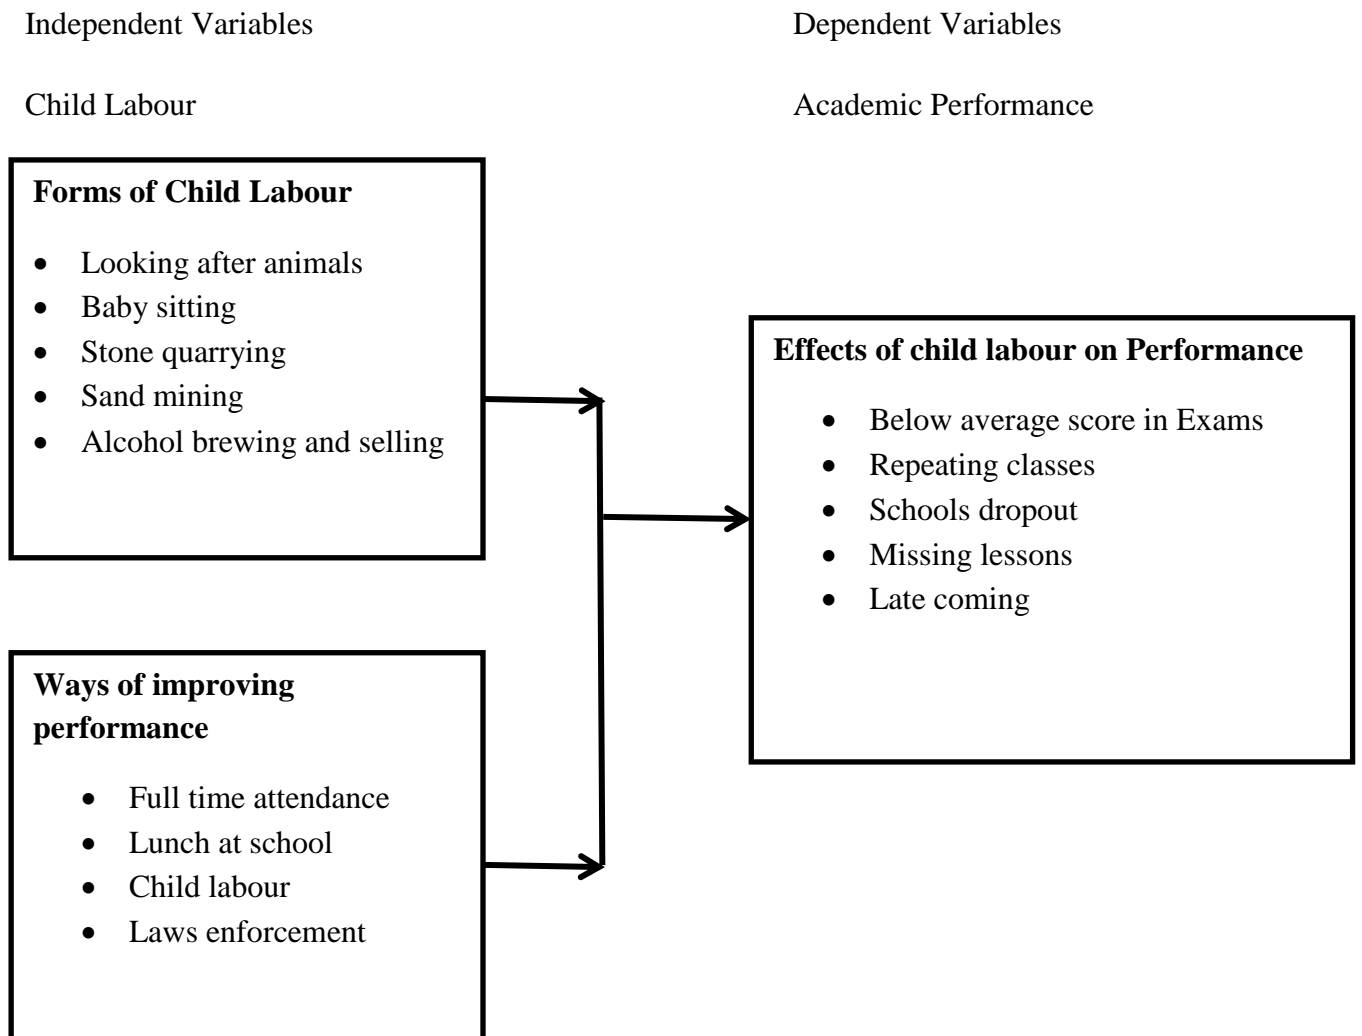 Independent Variables
Dependent Variables
Child Labour
Academic Performance
Forms of Child Labour
• Looking after animals
• Baby sitting
• Stone quarrying
• Sand mining
• Alcohol brewing and selling
Effects of child labour on Performance
• Below average score in Exams
• Repeating classes
• Schools dropout
• Missing lessons
• Late coming
Ways of improving
performance
• Full time attendance
• Lunch at school
• Child labour
• Laws enforcement